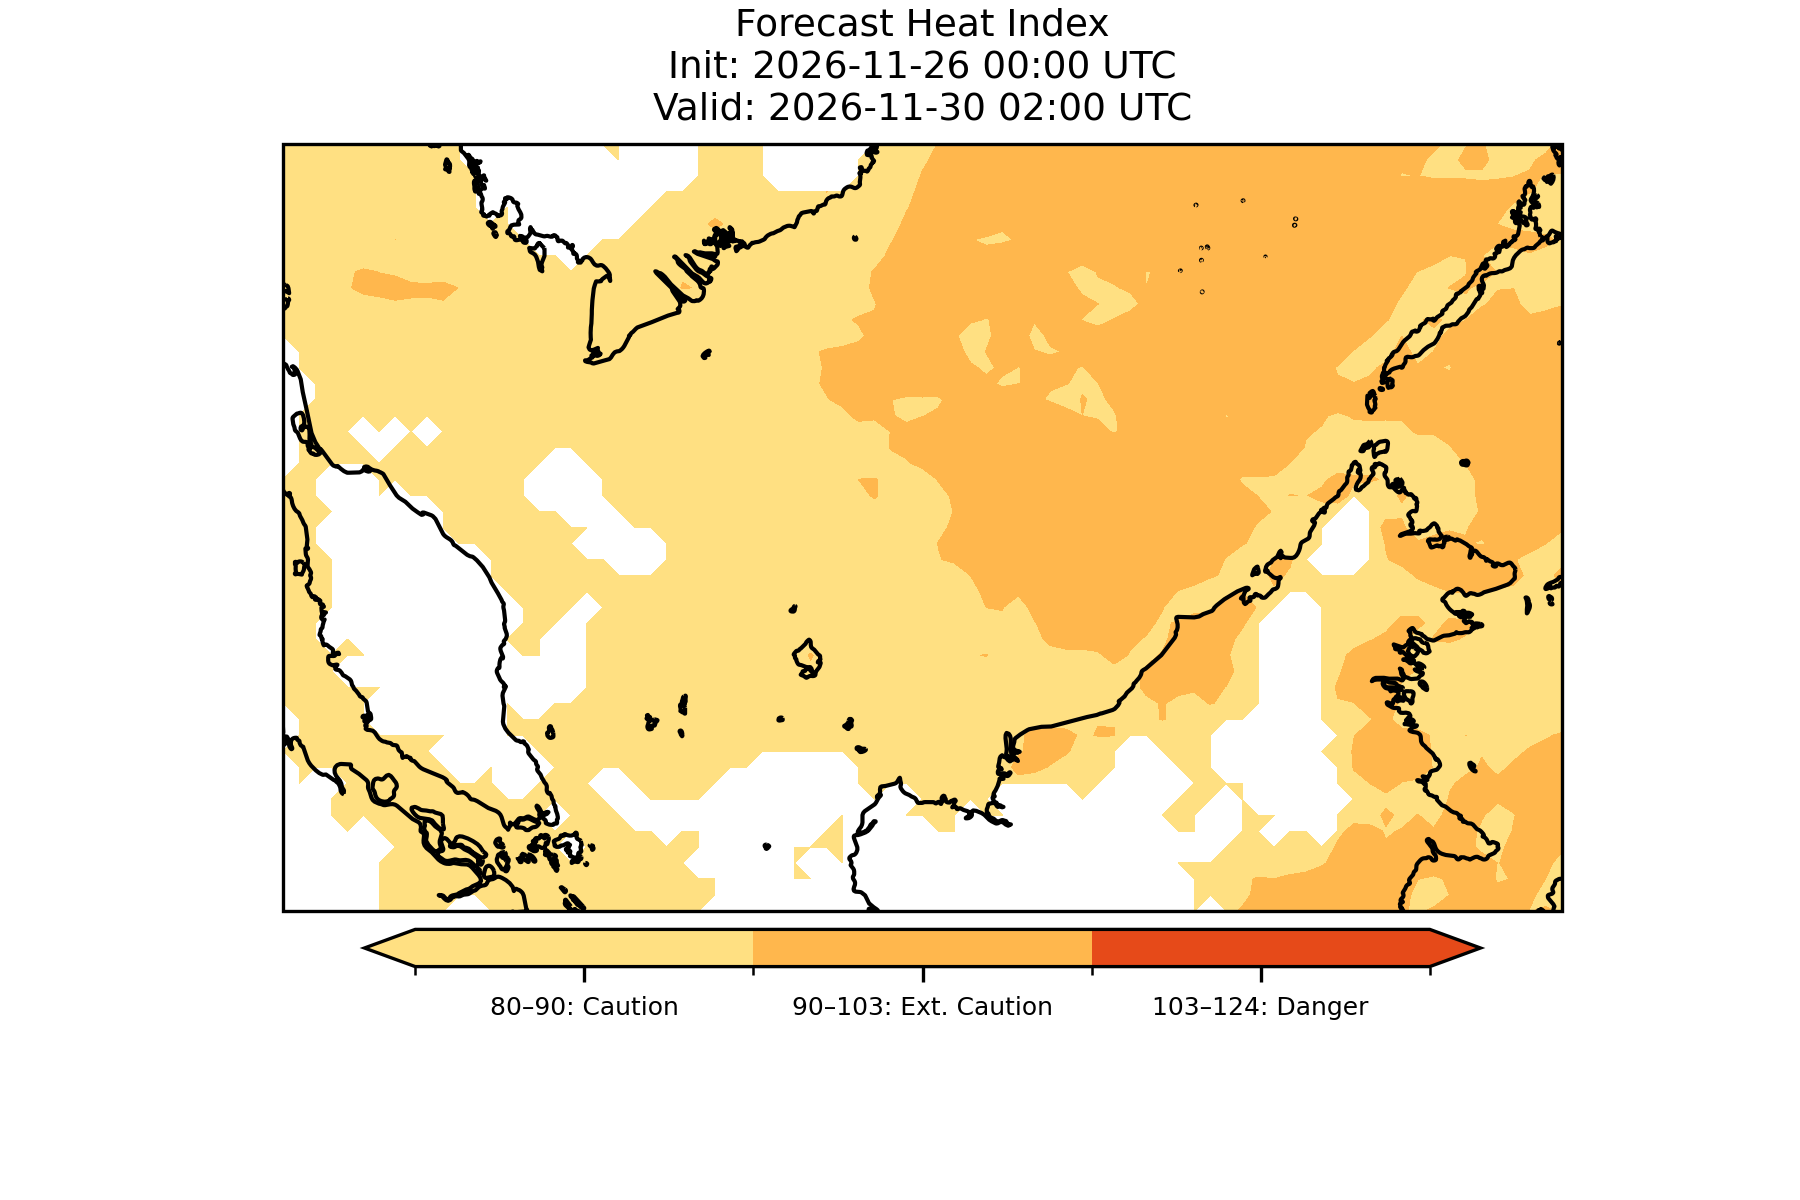 Forecast Heat Index
Init: 2026-11-26 00:00 UTC
Valid: 2026-11-30 02:00 UTC
80–90: Caution
90–103: Ext. Caution
103–124: Danger